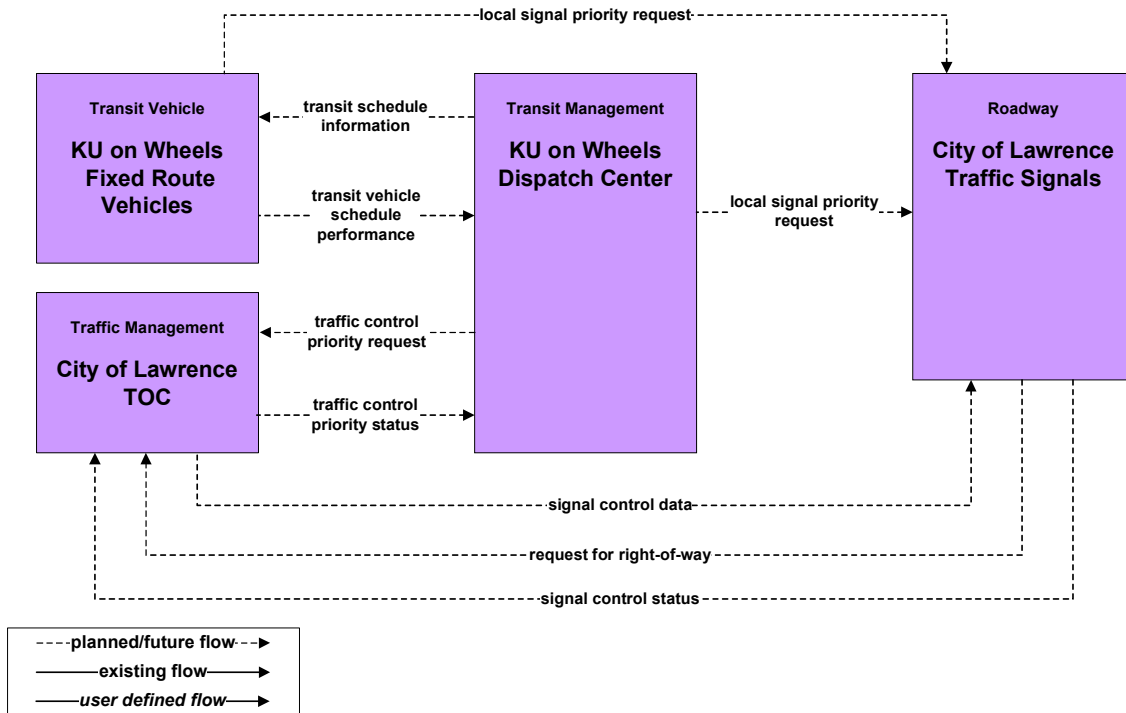 local signal priority request
Transit Vehicle
KU on Wheels
Fixed Route
Vehicles
transit schedule
information
transit vehicle
schedule
performance
Transit Management
KU on Wheels
Dispatch Center
local signal priority
request
Roadway
City of Lawrence
Traffic Signals
Traffic Management
City of Lawrence
TOC
traffic control
priority request
traffic control
priority status
signal control data
request for right-of-way
signal control status
planned/future flow
existing flow
user defined flow